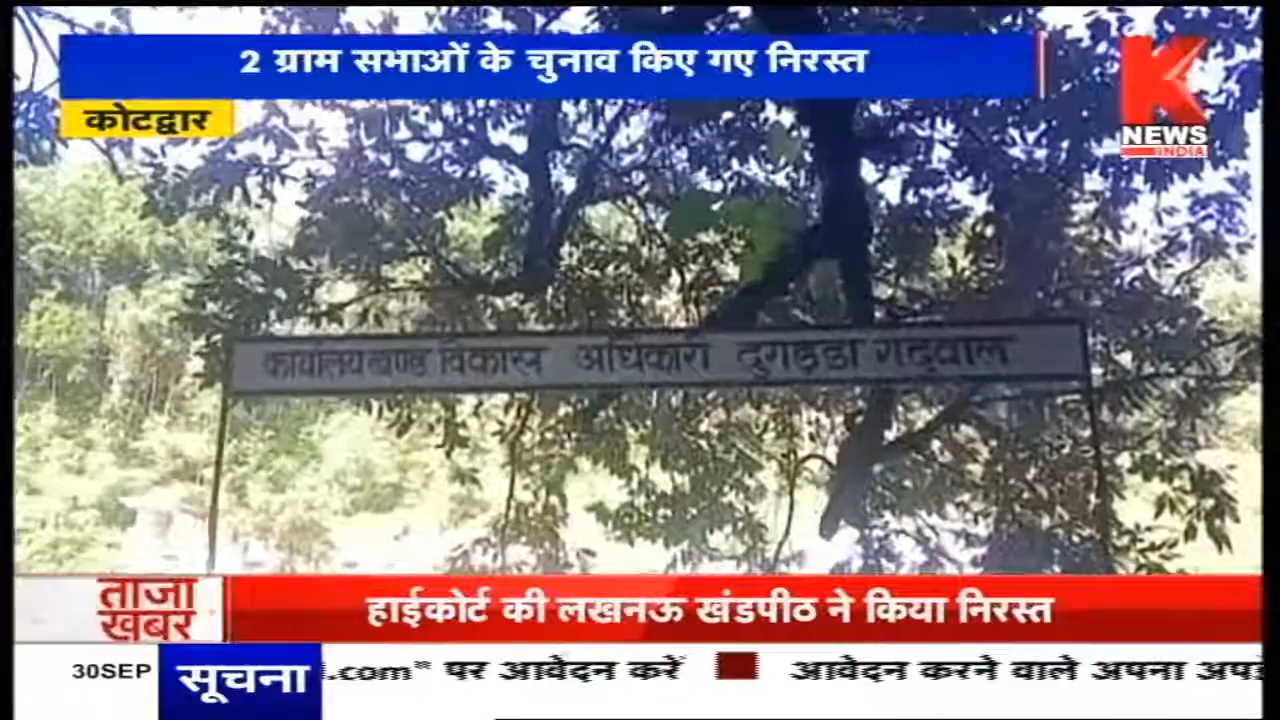 2 ग्राम सभाओं के चुनाव किए गए निरस्त
कोटद्वार
K
NEWS
INDIA
कार्यालय खण्ड विकास अधिकारी दुगड्डा गढ़वाल
ताजा
खबर
हाईकोर्ट की लखनऊ खंडपीठ ने किया निरस्त
30SEP
सूचना
.com" पर आवेदन करें
आवेदन करने वाले अपना